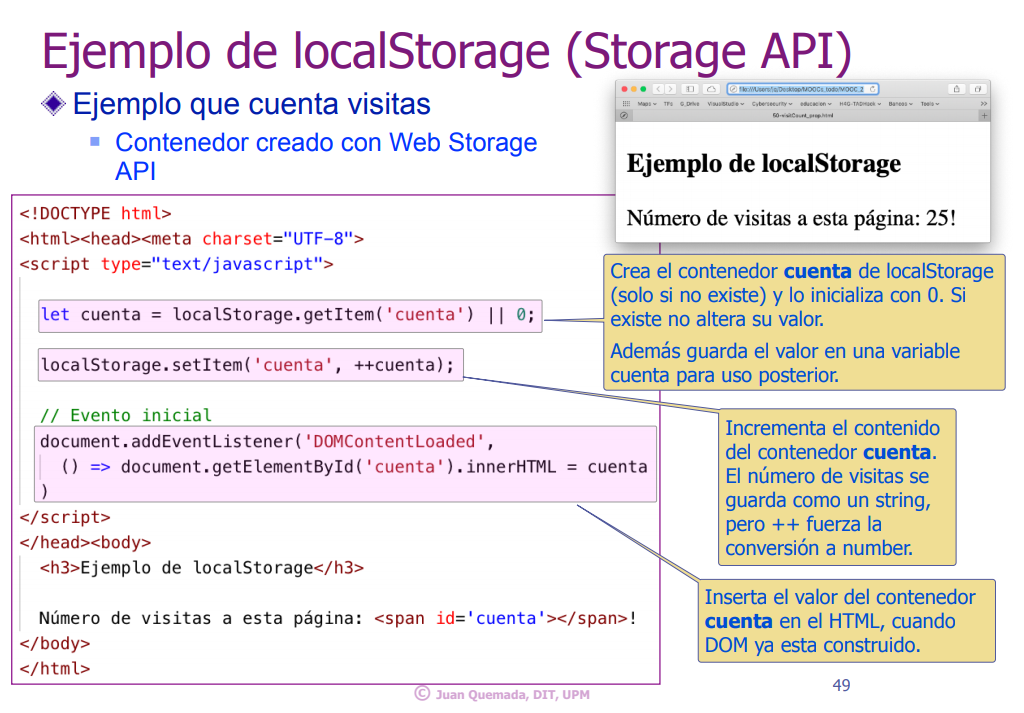 Ejemplo de localStorage (Storage API)
Ejemplo que cuenta visitas
Contenedor creado con Web Storage
API
file:///Users/jq/Desktop/MOOCs_todo/MOOC_2
Maps TFs G_Drive VisualStudio Cybersecurity educacion H4G-TADHack Bancos Tools
50-visitCount_prop.html
Ejemplo de localStorage
Número de visitas a esta página: 25!
<!DOCTYPE html>
<html><head><meta charset="UTF-8">
<script type="text/javascript">
let cuenta = localStorage.getItem('cuenta') || 0;
localStorage.setItem('cuenta', ++cuenta);
// Evento inicial
document.addEventListener('DOMContentLoaded',
() => document.getElementById('cuenta').innerHTML = cuenta
)
</script>
</head><body>
<h3>Ejemplo de localStorage</h3>
Número de visitas a esta página: <span id='cuenta'></span>!
</body>
</html>
Crea el contenedor cuenta de localStorage
(solo si no existe) y lo inicializa con 0. Si
existe no altera su valor.
Además guarda el valor en una variable
cuenta para uso posterior.
Incrementa el contenido
del contenedor cuenta.
El número de visitas se
guarda como un string,
pero ++ fuerza la
conversión a number.
Inserta el valor del contenedor
cuenta en el HTML, cuando
DOM ya esta construido.
© Juan Quemada, DIT, UPM
49